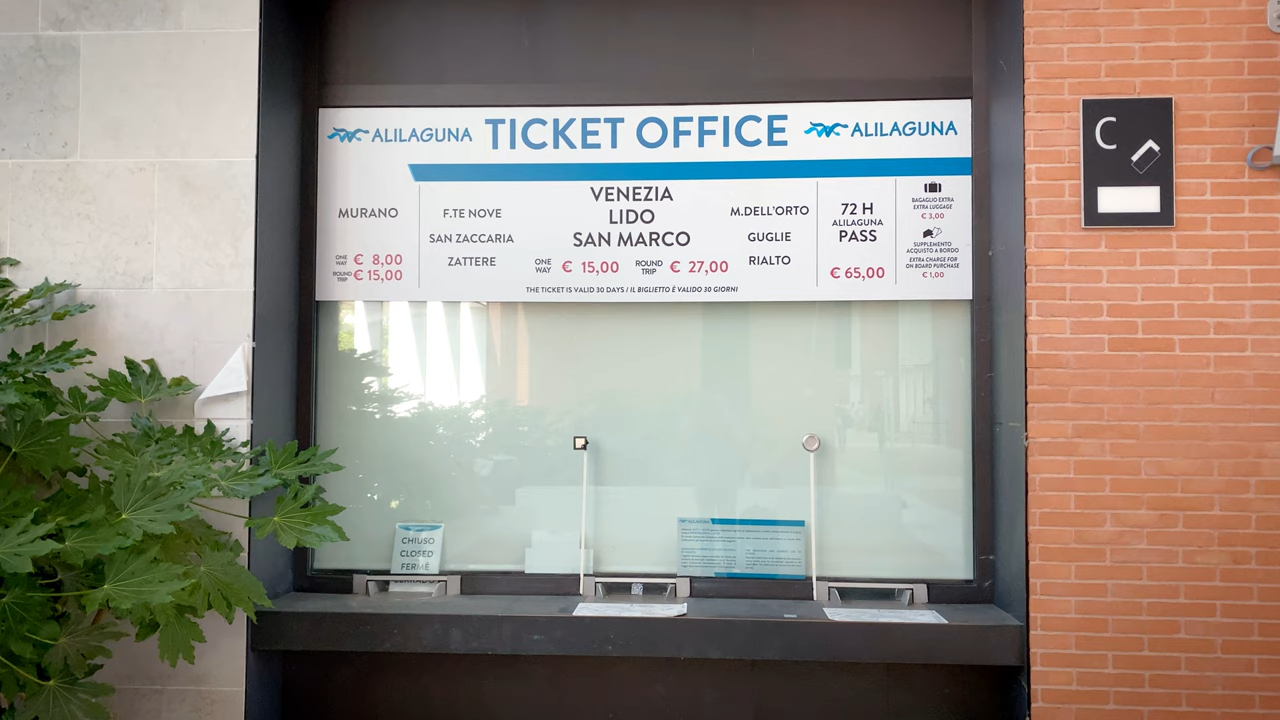 ALILAGUNA TICKET OFFICE ALILAGUNA
MURANO
ONE WAY € 8,00
ROUND TRIP € 15,00
F.TE NOVE
SAN ZACCARIA
ZATTERE
VENEZIA
LIDO
SAN MARCO
ONE WAY € 15,00 ROUND TRIP € 27,00
M.DELL'ORTO
GUGLIE
RIALTO
THE TICKET IS VALID 30 DAYS / IL BIGLIETTO È VALIDO 30 GIORNI
72 H
ALILAGUNA
PASS
€ 65,00
BAGAGLIO EXTRA
EXTRA LUGGAGE
€ 3,00
SUPPLEMENTO
ACQUISTO A BORDO
EXTRA CHARGE FOR
ON BOARD PURCHASE
€ 1,00
C
CHIUSO
CLOSED
FERMÈ
ALILAGUNA